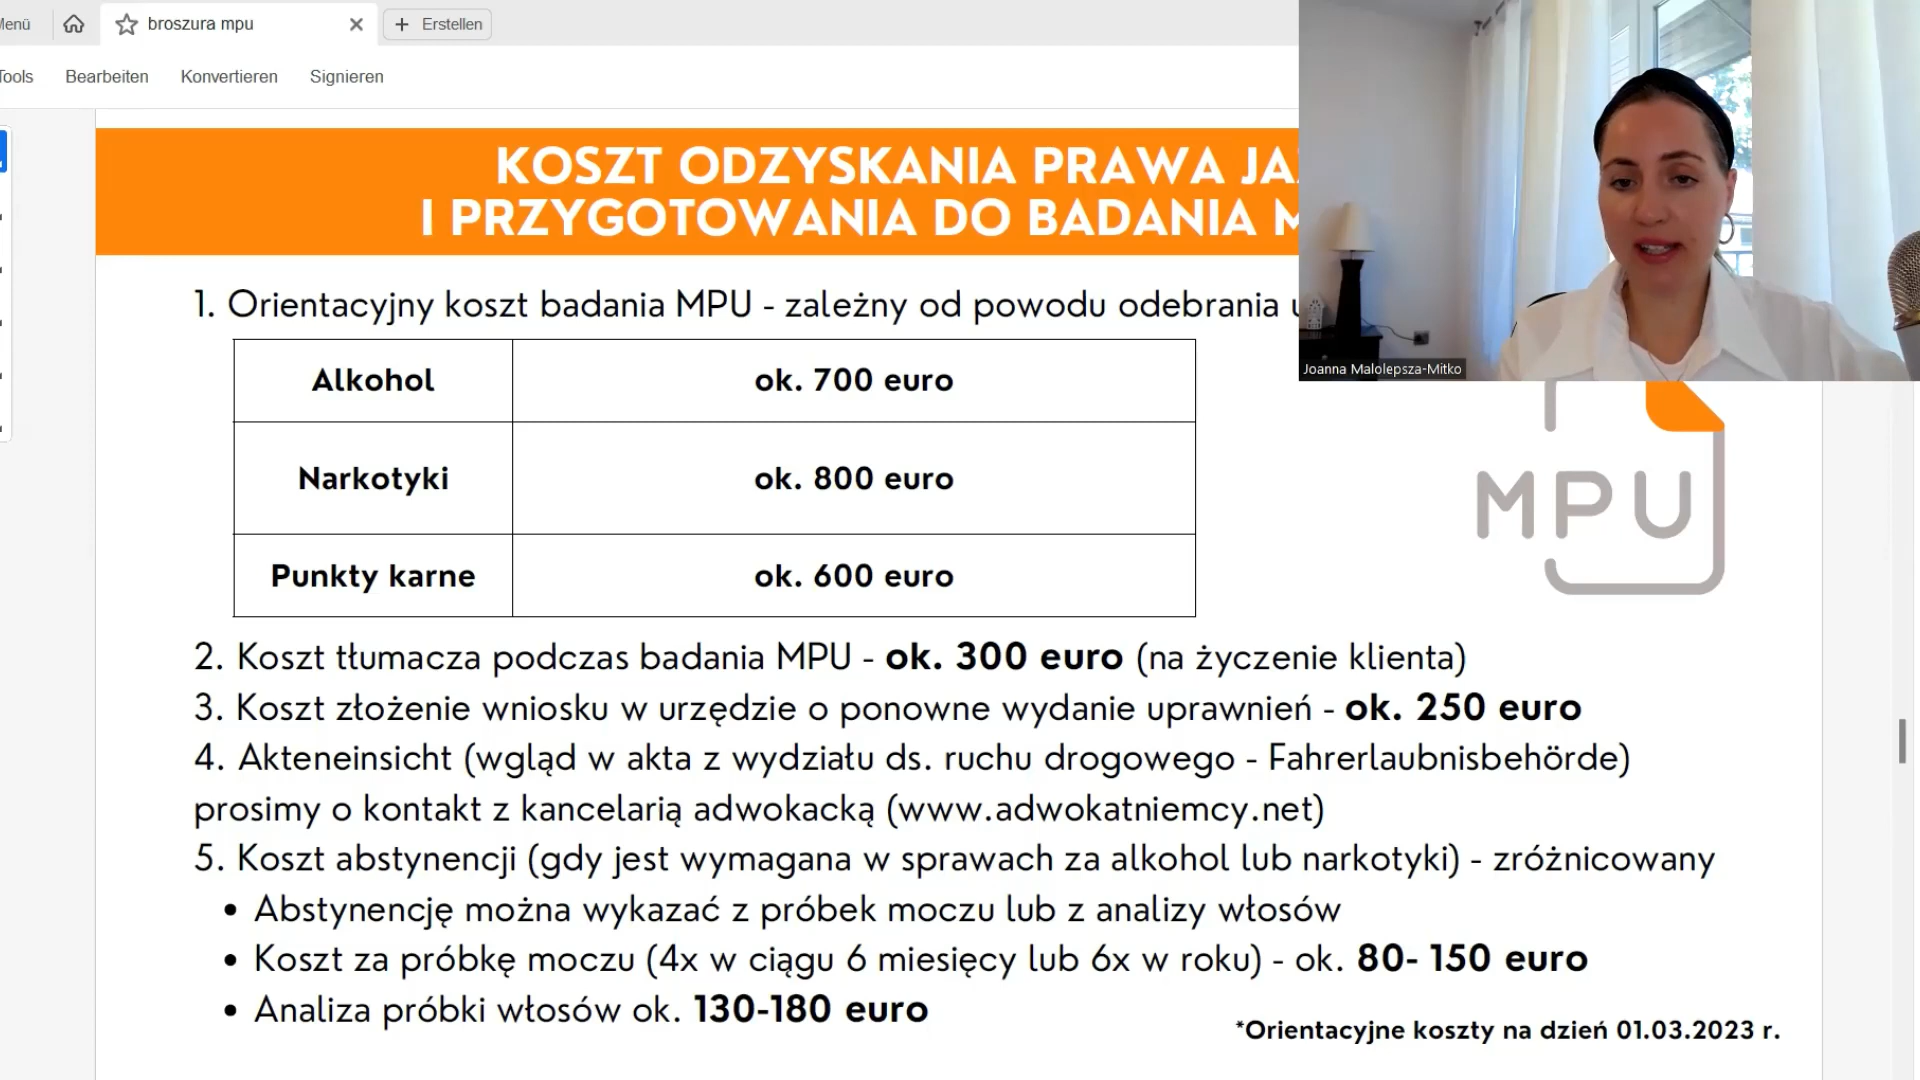 Menü
broszura mpu
Erstellen
Tools Bearbeiten Konvertieren Signieren
KOSZT ODZYSKANIA PRAWA
I PRZYGOTOWANIA DO BADANIA
1. Orientacyjny koszt badania MPU - zależny od powodu odebrania
Alkohol ok. 700 euro
Narkotyki ok. 800 euro
Punkty karne ok. 600 euro
Joanna Malolepsza-Mitko
MPU
2. Koszt tłumacza podczas badania MPU - ok. 300 euro (na życzenie klienta)
3. Koszt złożenie wniosku w urzędzie o ponowne wydanie uprawnień - ok. 250 euro
4. Akteneinsicht (wgląd w akta z wydziału ds. ruchu drogowego - Fahrerlaubnisbehörde)
prosimy o kontakt z kancelarią adwokacką (www.adwokatniemcy.net)
5. Koszt abstynencji (gdy jest wymagana w sprawach za alkohol lub narkotyki) - zróżnicowany
• Abstynencję można wykazać z próbek moczu lub z analizy włosów
• Koszt za próbkę moczu (4x w ciągu 6 miesięcy lub 6x w roku) - ok. 80- 150 euro
• Analiza próbki włosów ok. 130-180 euro
*Orientacyjne koszty na dzień 01.03.2023 r.